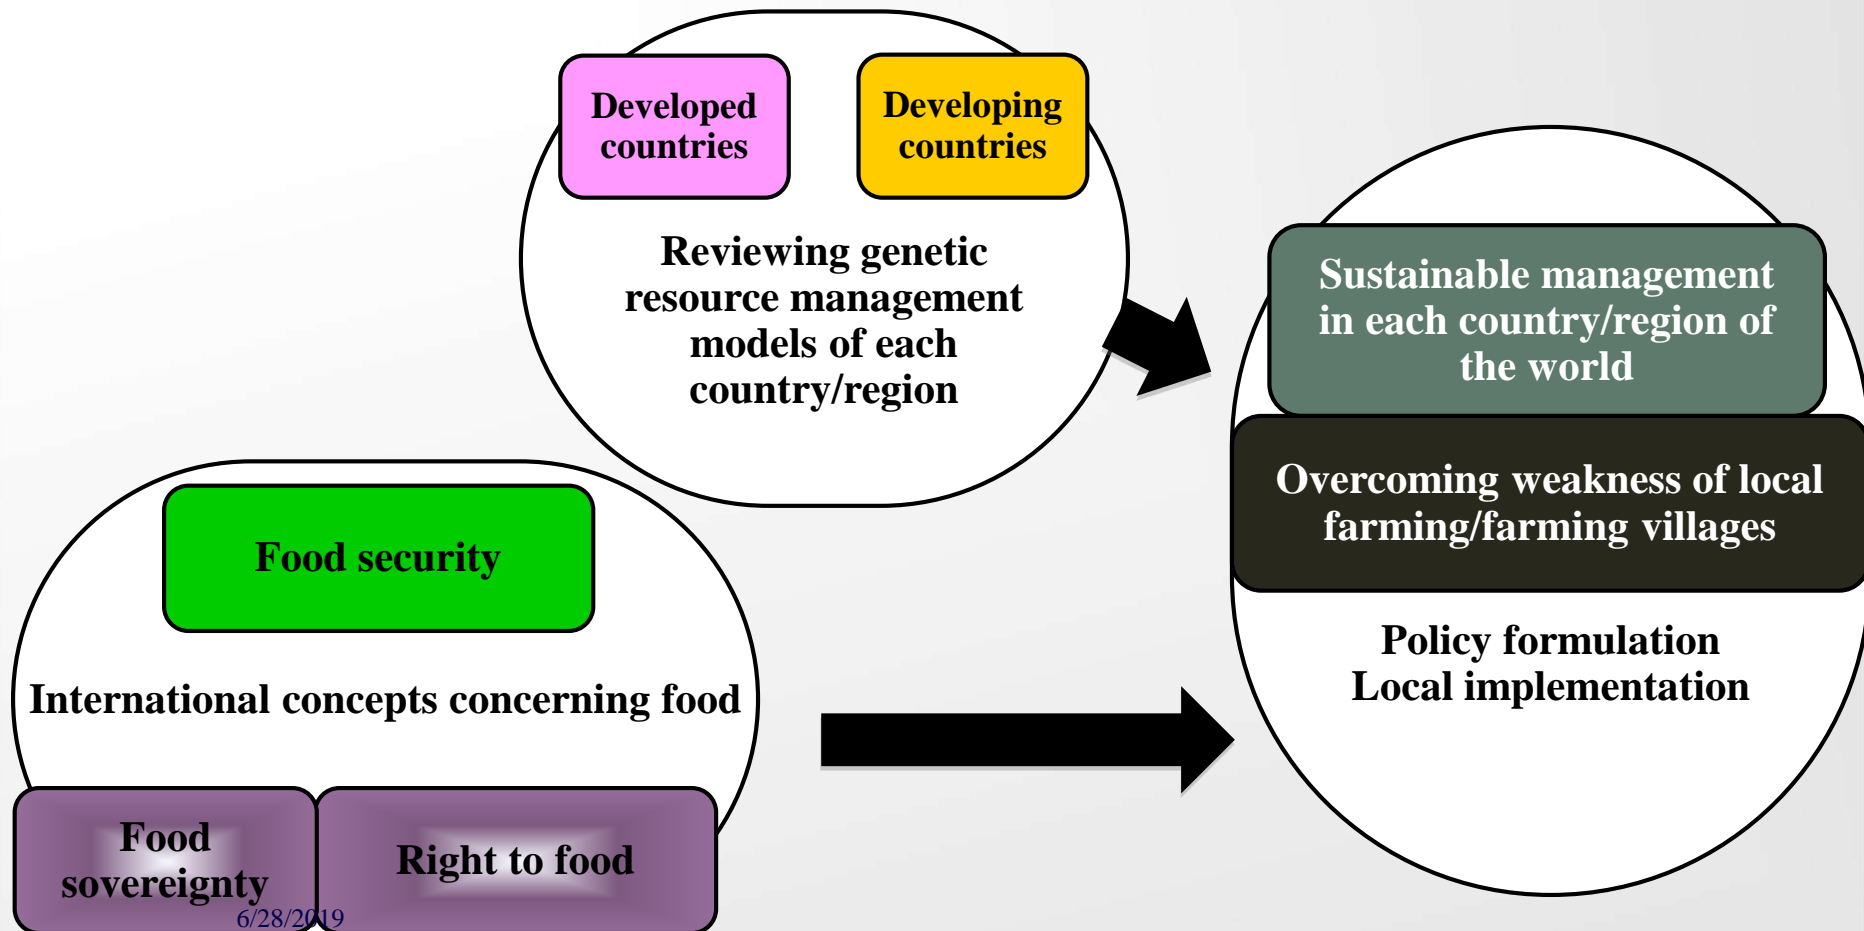 Developed
countries
Developing
countries
Reviewing genetic
resource management
models of each
country/region
Sustainable management
in each country/region of
the world
Overcoming weakness of local
farming/farming villages
Policy formulation
Local implementation
Food security
International concepts concerning food
Food
sovereignty
Right to food
6/28/2019